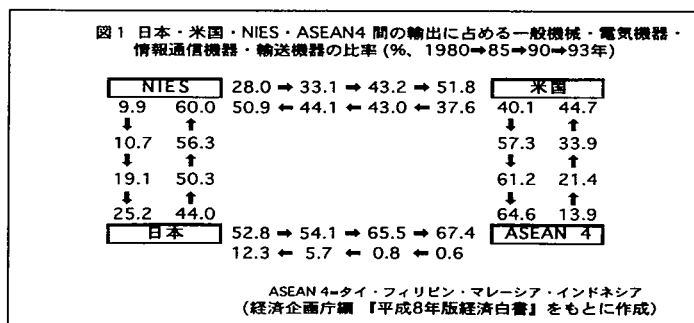 図1 日本・米国・NIES・ASEAN4 間の輸出に占める一般機械・電気機器・
情報通信機器・輸送機器の比率 (%、1980➔85➔90➔93年)
NIES 28.0 ➔ 33.1 ➔ 43.2 ➔ 51.8 米国
9.9 60.0 50.9 ← 44.1 ← 43.0 ← 37.6 40.1 44.7
↓ ↑ ↓ ↑
10.7 56.3 57.3 33.9
↓ ↑ ↓ ↑
19.1 50.3 61.2 21.4
↓ ↑ ↓ ↑
25.2 44.0 64.6 13.9
日本 52.8 ➔ 54.1 ➔ 65.5 ➔ 67.4 ASEAN 4
12.3 ← 5.7 ← 0.8 ← 0.6
ASEAN 4=タイ・フィリピン・マレーシア・インドネシア
(経済企画庁編 『平成8年版経済白書』をもとに作成)